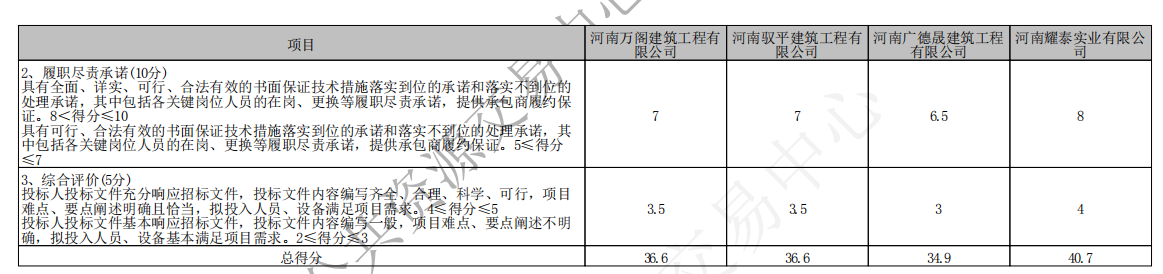 项目
河南万阁建筑工程有
限公司
河南驭平建筑工程有
限公司
河南广德晟建筑工程
有限公司
河南耀泰实业有限公
司
2、履职尽责承诺(10分)
具有全面、详实、可行、合法有效的书面保证技术措施落实到位的承诺和落实不到位的
处理承诺，其中包括各关键岗位人员的在岗、更换等履职尽责承诺，提供承包商履约保
证。8<得分≤10
具有可行、合法有效的书面保证技术措施落实到位的承诺和落实不到位的处理承诺，其
中包括各关键岗位人员的在岗、更换等履职尽责承诺，提供承包商履约保证。5≤得分
≤7
7
7
6.5
8
3、综合评价(5分)
投标人投标文件充分响应招标文件，投标文件内容编写齐全、合理、科学、可行，项目
难点、要点阐述明确且恰当，拟投入人员、设备满足项目需求。4≤得分≤5
投标人投标文件基本响应招标文件，投标文件内容编写一般，项目难点、要点阐述不明
确，拟投入人员、设备基本满足项目需求。2≤得分≤3
3.5
3.5
3
4
总得分
36.6
36.6
34.9
40.7
共资源交易中心
交易中心